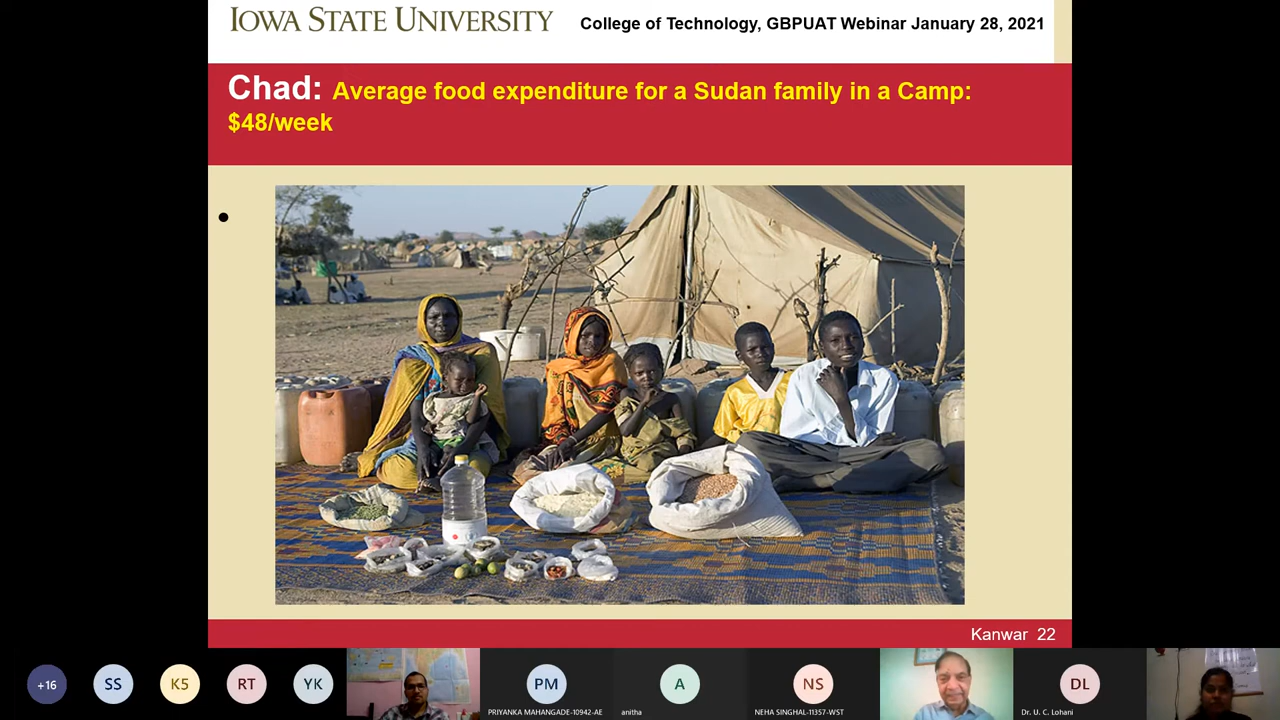 IOWA STATE UNIVERSITY
College of Technology, GBPUAT Webinar January 28, 2021
Chad: Average food expenditure for a Sudan family in a Camp:
$48/week
•
Kanwar 22
+16
SS
K5
RT
YK
PM
PRIYANKA MAHANGADE-10942-AE
A
anitha
NS
NEHA SINGHAL-11357-WST
DL
Dr. U. C. Lohani